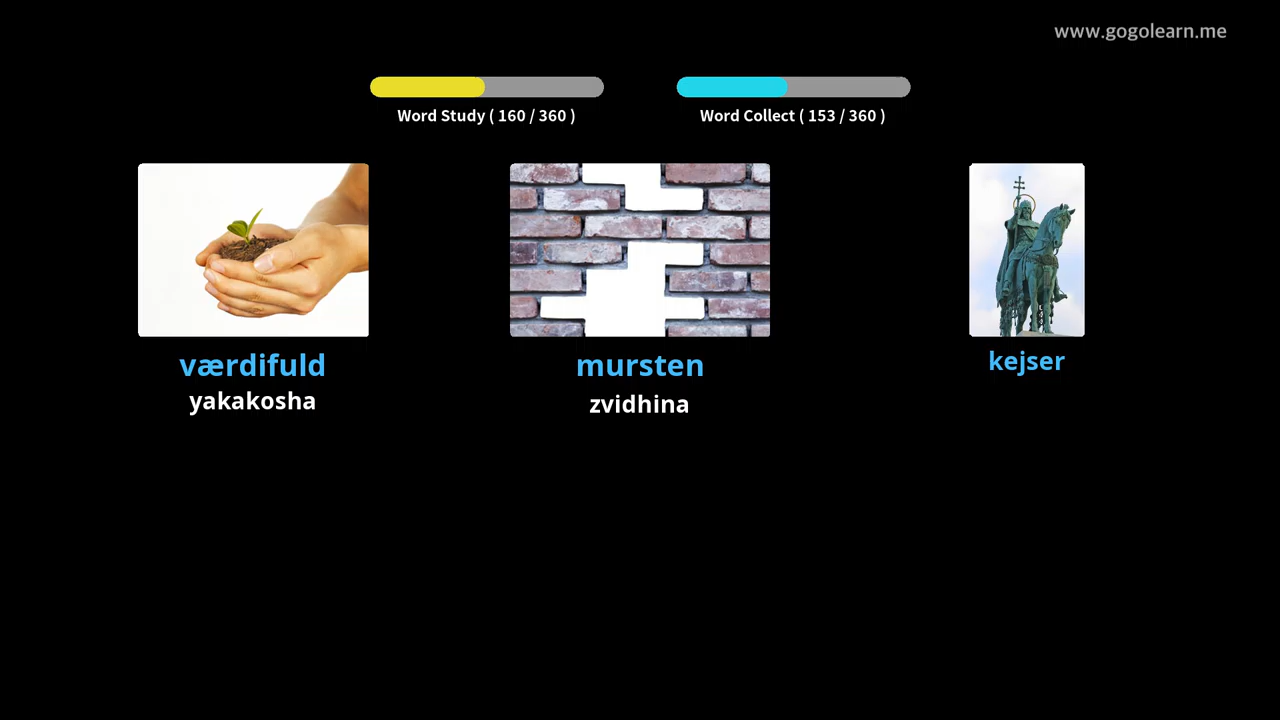 www.gogolearn.me
Word Study ( 160 / 360 )
Word Collect ( 153 / 360 )
værdifuld
yakakosha
mursten
zvidhina
kejser